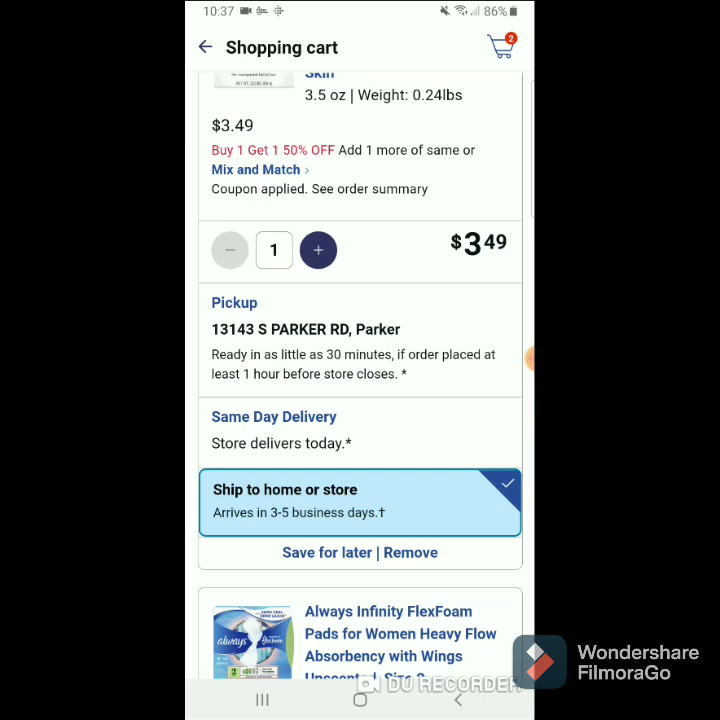 10:37
86%
Shopping cart
2
Skin
3.5 oz | Weight: 0.24lbs
$3.49
Buy 1 Get 1 50% OFF Add 1 more of same or
Mix and Match ›
Coupon applied. See order summary
− 1 +
$3 49
Pickup
13143 S PARKER RD, Parker
Ready in as little as 30 minutes, if order placed at
least 1 hour before store closes. *
Same Day Delivery
Store delivers today.*
Ship to home or store
Arrives in 3-5 business days.†
Save for later | Remove
Always Infinity FlexFoam
Pads for Women Heavy Flow
Absorbency with Wings
Unscented, Size 2
always
2
DU RECORDER
Wondershare
FilmoraGo